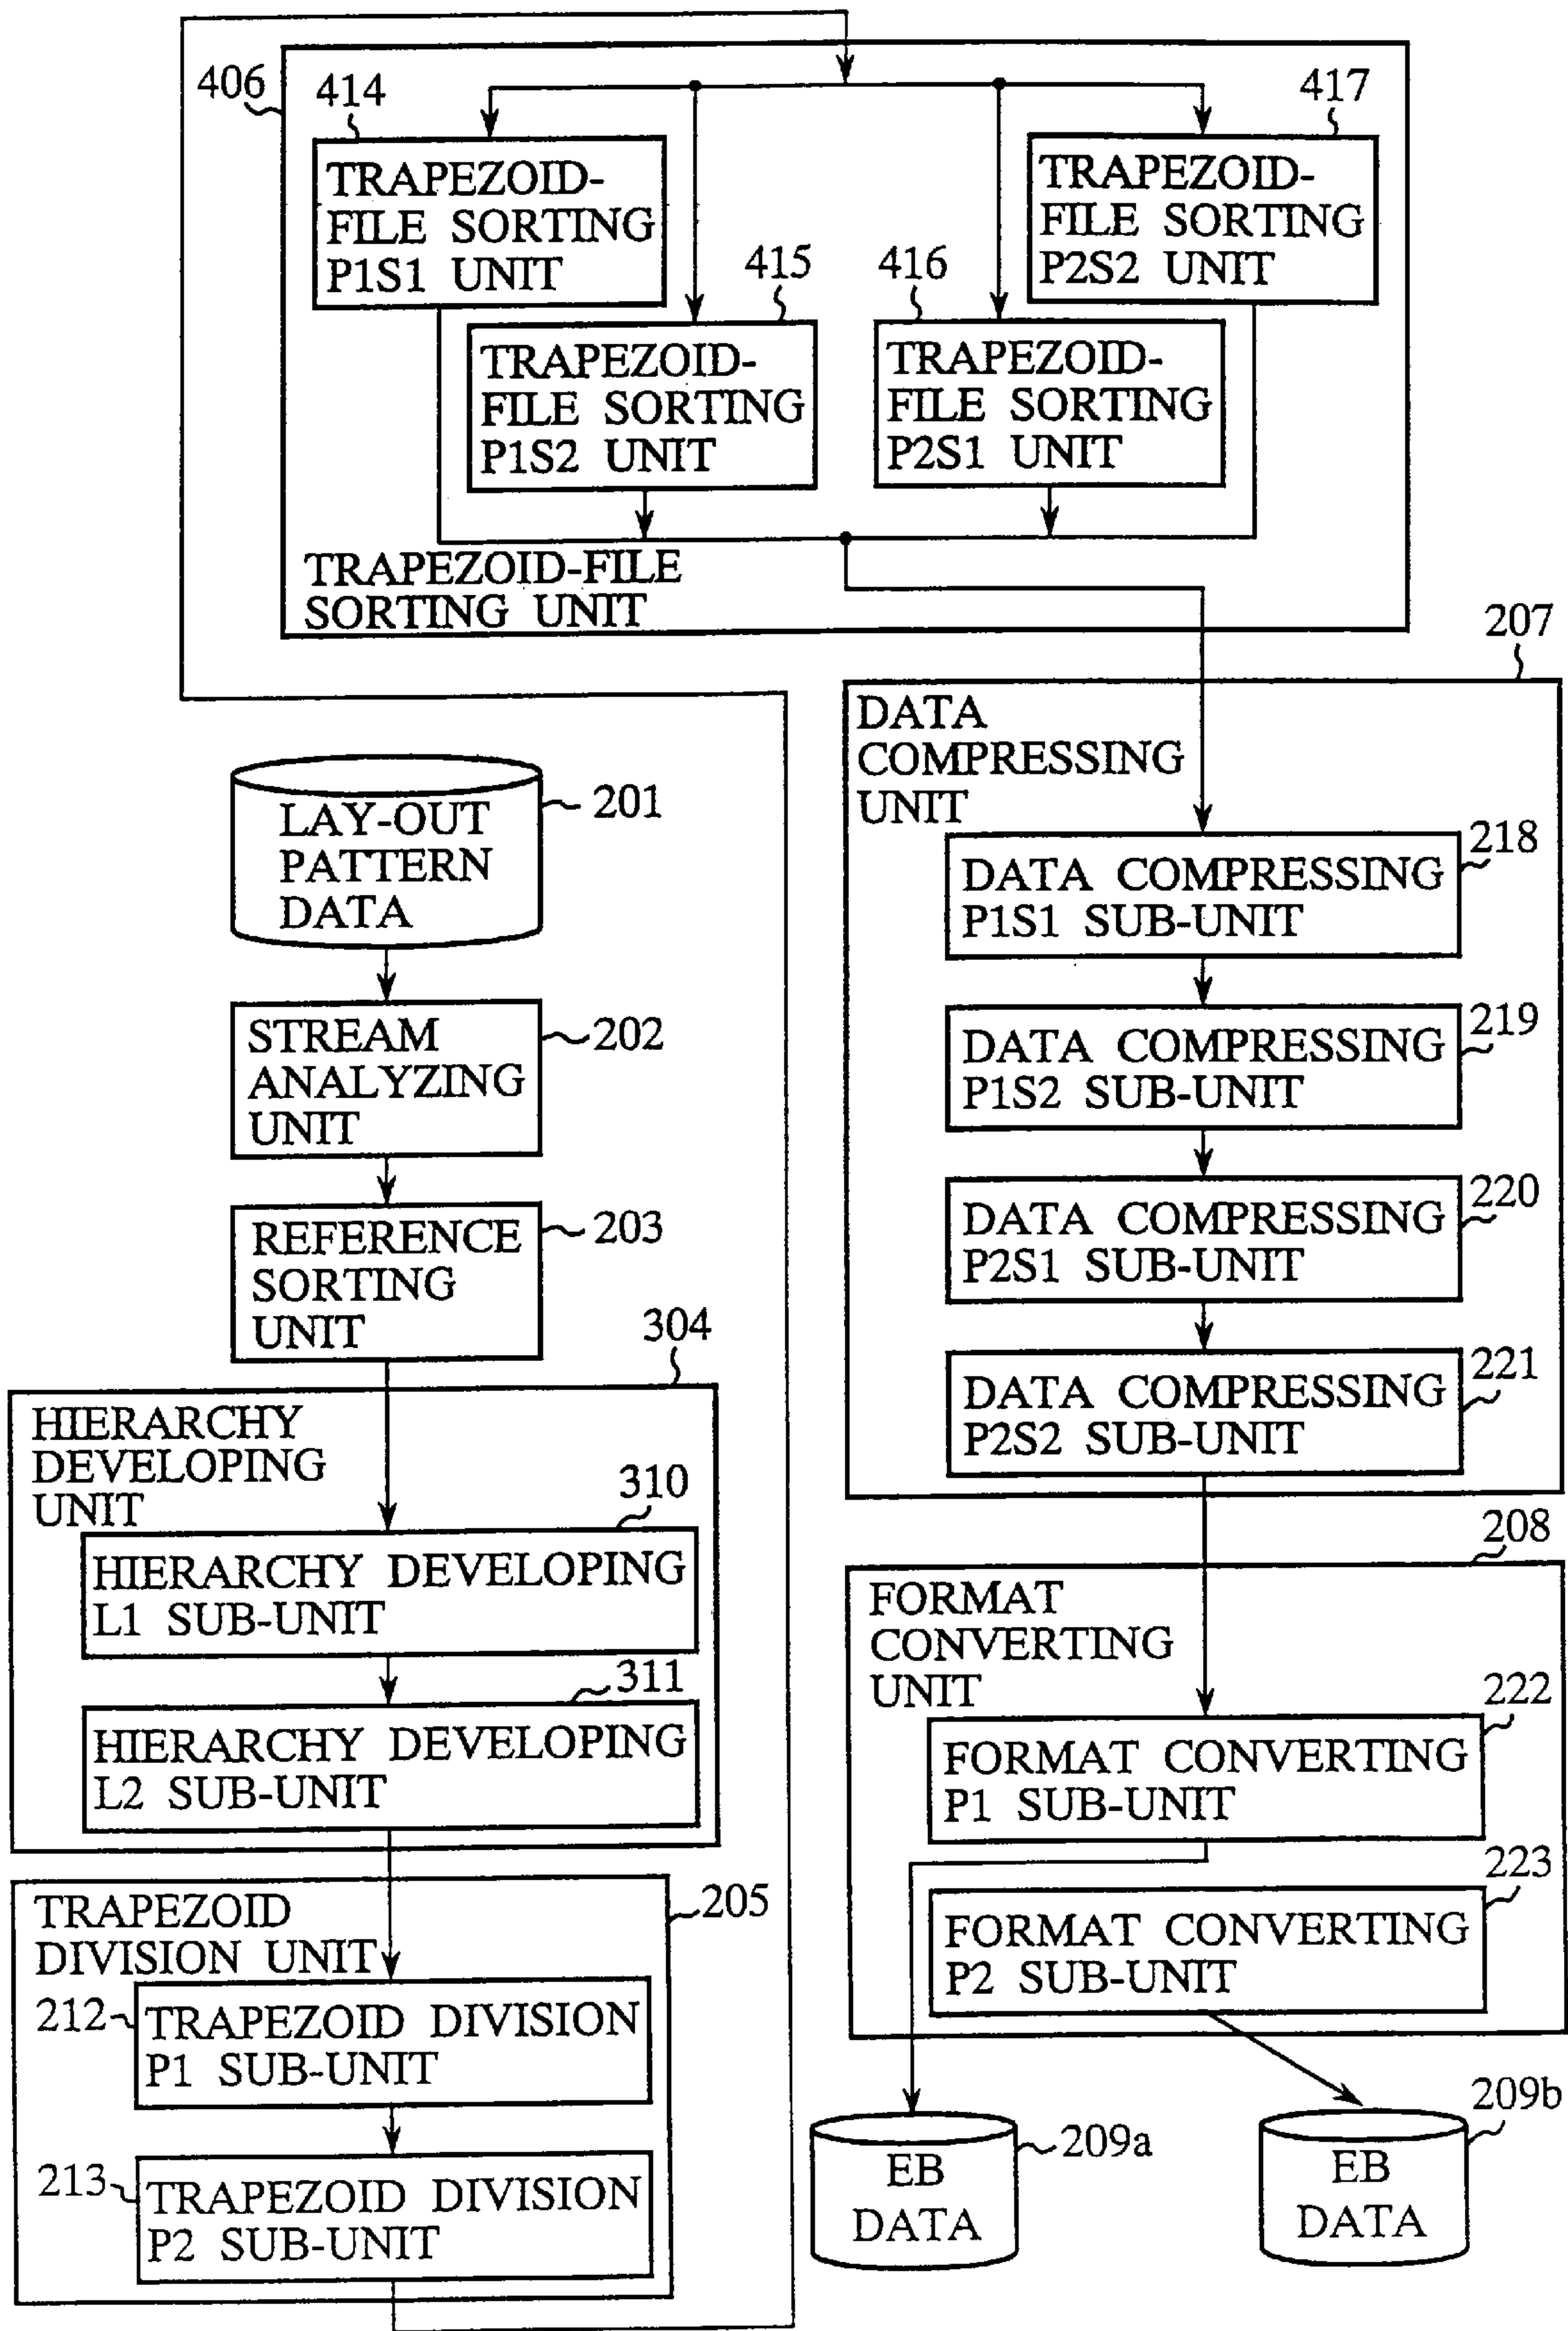 406
414
417
TRAPEZOID-
FILE SORTING
P1S1 UNIT
TRAPEZOID-
FILE SORTING
P2S2 UNIT
415
416
TRAPEZOID-
FILE SORTING
P1S2 UNIT
TRAPEZOID-
FILE SORTING
P2S1 UNIT
TRAPEZOID-FILE
SORTING UNIT
LAY-OUT
PATTERN
DATA
201
STREAM
ANALYZING
UNIT
202
REFERENCE
SORTING
UNIT
203
304
HIERARCHY
DEVELOPING
UNIT
310
HIERARCHY DEVELOPING
L1 SUB-UNIT
311
HIERARCHY DEVELOPING
L2 SUB-UNIT
205
TRAPEZOID
DIVISION UNIT
212
TRAPEZOID DIVISION
P1 SUB-UNIT
213
TRAPEZOID DIVISION
P2 SUB-UNIT
207
DATA
COMPRESSING
UNIT
218
DATA COMPRESSING
P1S1 SUB-UNIT
219
DATA COMPRESSING
P1S2 SUB-UNIT
220
DATA COMPRESSING
P2S1 SUB-UNIT
221
DATA COMPRESSING
P2S2 SUB-UNIT
208
FORMAT
CONVERTING
UNIT
222
FORMAT CONVERTING
P1 SUB-UNIT
223
FORMAT CONVERTING
P2 SUB-UNIT
EB
DATA
209a
EB
DATA
209b